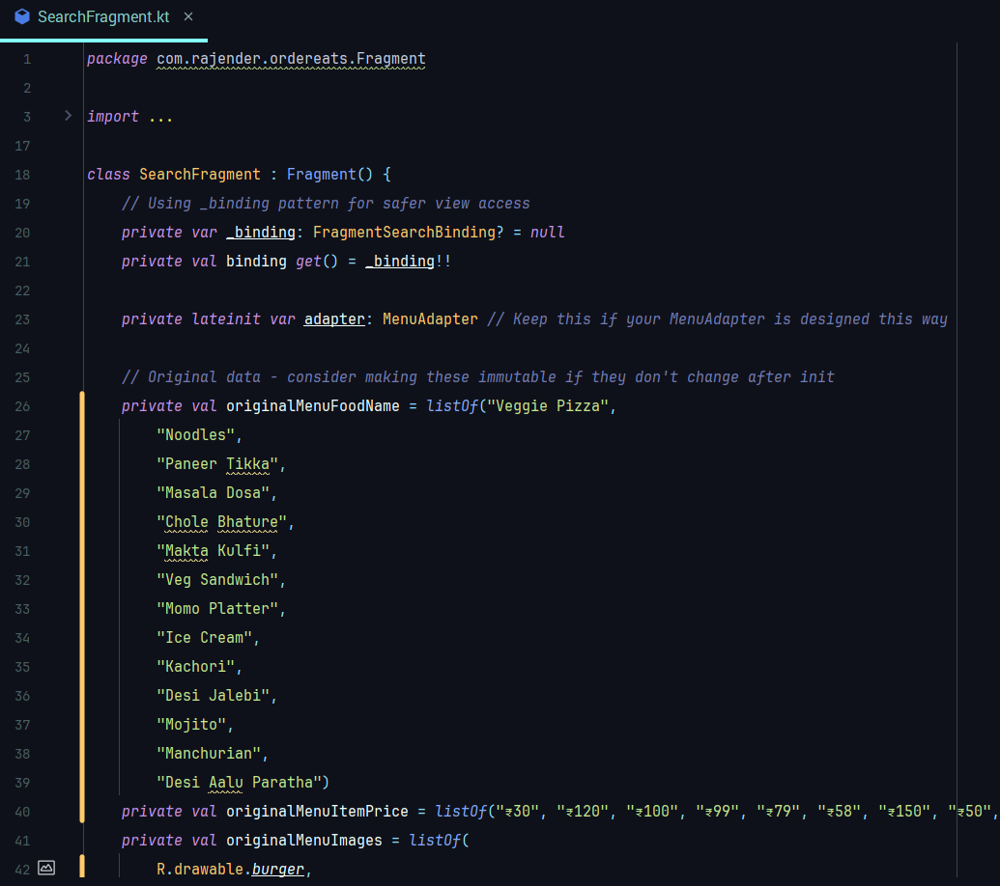 SearchFragment.kt ×
1 package com.rajender.ordereats.Fragment
2
3 import ...
17
18 class SearchFragment : Fragment() {
19 // Using _binding pattern for safer view access
20 private var _binding: FragmentSearchBinding? = null
21 private val binding get() = _binding!!
22
23 private lateinit var adapter: MenuAdapter // Keep this if your MenuAdapter is designed this way
24
25 // Original data - consider making these immutable if they don't change after init
26 private val originalMenuFoodName = listOf("Veggie Pizza",
27 "Noodles",
28 "Paneer Tikka",
29 "Masala Dosa",
30 "Chole Bhature",
31 "Makta Kulfi",
32 "Veg Sandwich",
33 "Momo Platter",
34 "Ice Cream",
35 "Kachori",
36 "Desi Jalebi",
37 "Mojito",
38 "Manchurian",
39 "Desi Aalu Paratha")
40 private val originalMenuItemPrice = listOf("₹30", "₹120", "₹100", "₹99", "₹79", "₹58", "₹150", "₹50",
41 private val originalMenuImages = listOf(
42 R.drawable.burger,